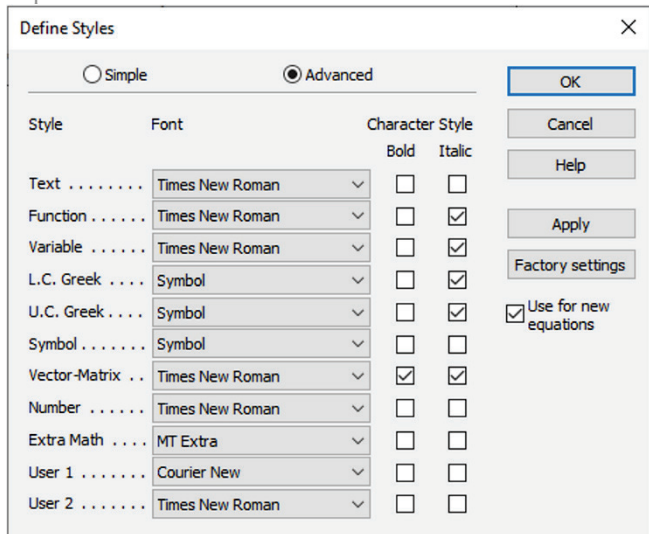 Define Styles
Simple Advanced OK
Style Font Character Style Cancel
Bold Italic
Help
Text ........ Times New Roman
Function ...... Times New Roman Apply
Variable ...... Times New Roman
L.C. Greek .... Symbol Factory settings
U.C. Greek .... Symbol Use for new
equations
Symbol ....... Symbol
Vector-Matrix .. Times New Roman
Number ...... Times New Roman
Extra Math .... MT Extra
User 1 ....... Courier New
User 2 ....... Times New Roman